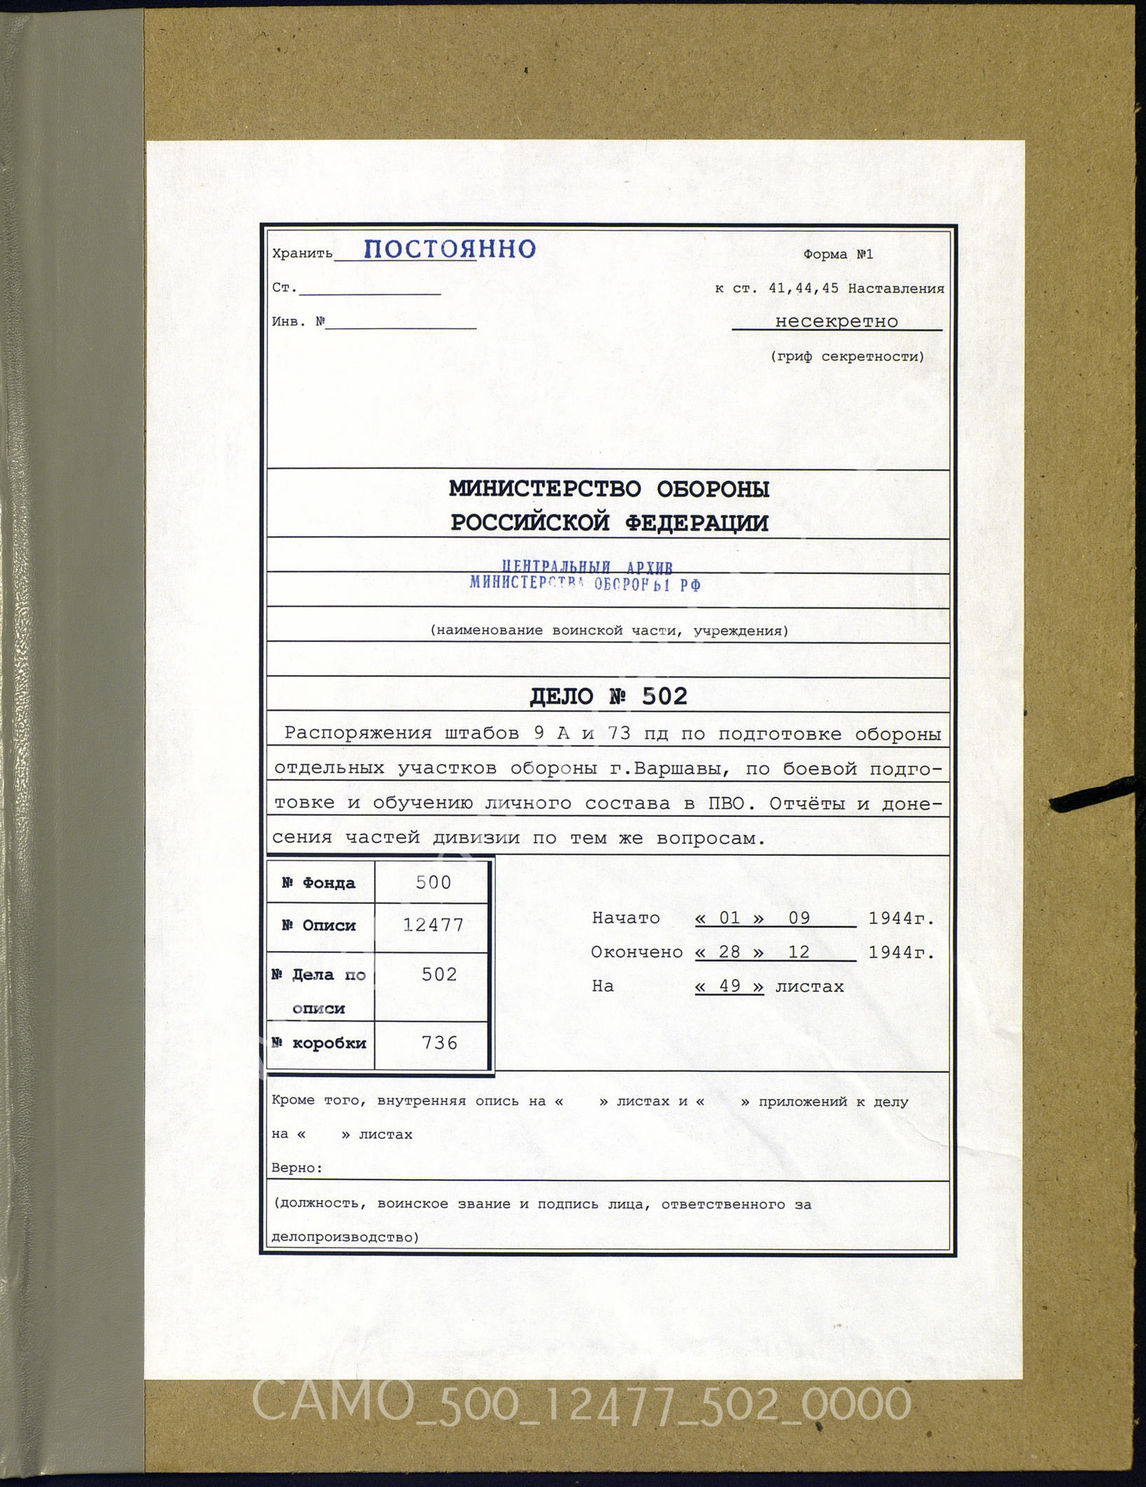 Хранить ПОСТОЯННО
Форма №1
Ст.
к ст. 41,44,45 Наставления
Инв. №
несекретно
(гриф секретности)
МИНИСТЕРСТВО ОБОРОНЫ
РОССИЙСКОЙ ФЕДЕРАЦИИ
ЦЕНТРАЛЬНЫЙ АРХИВ
МИНИСТЕРСТВА ОБОРОНЫ РФ
(наименование воинской части, учреждения)
ДЕЛО № 502
Распоряжения штабов 9 А и 73 пд по подготовке обороны
отдельных участков обороны г.Варшавы, по боевой подго-
товке и обучению личного состава в ПВО. Отчёты и доне-
сения частей дивизии по тем же вопросам.
№ Фонда 500
№ Описи 12477
№ Дела по 502
описи
№ коробки 736
Начато « 01 » 09 1944г.
Окончено « 28 » 12 1944г.
На « 49 » листах
Кроме того, внутренняя опись на « » листах и « » приложений к делу
на « » листах
Верно:
(должность, воинское звание и подпись лица, ответственного за
делопроизводство)
CAMO_500_12477_502_0000